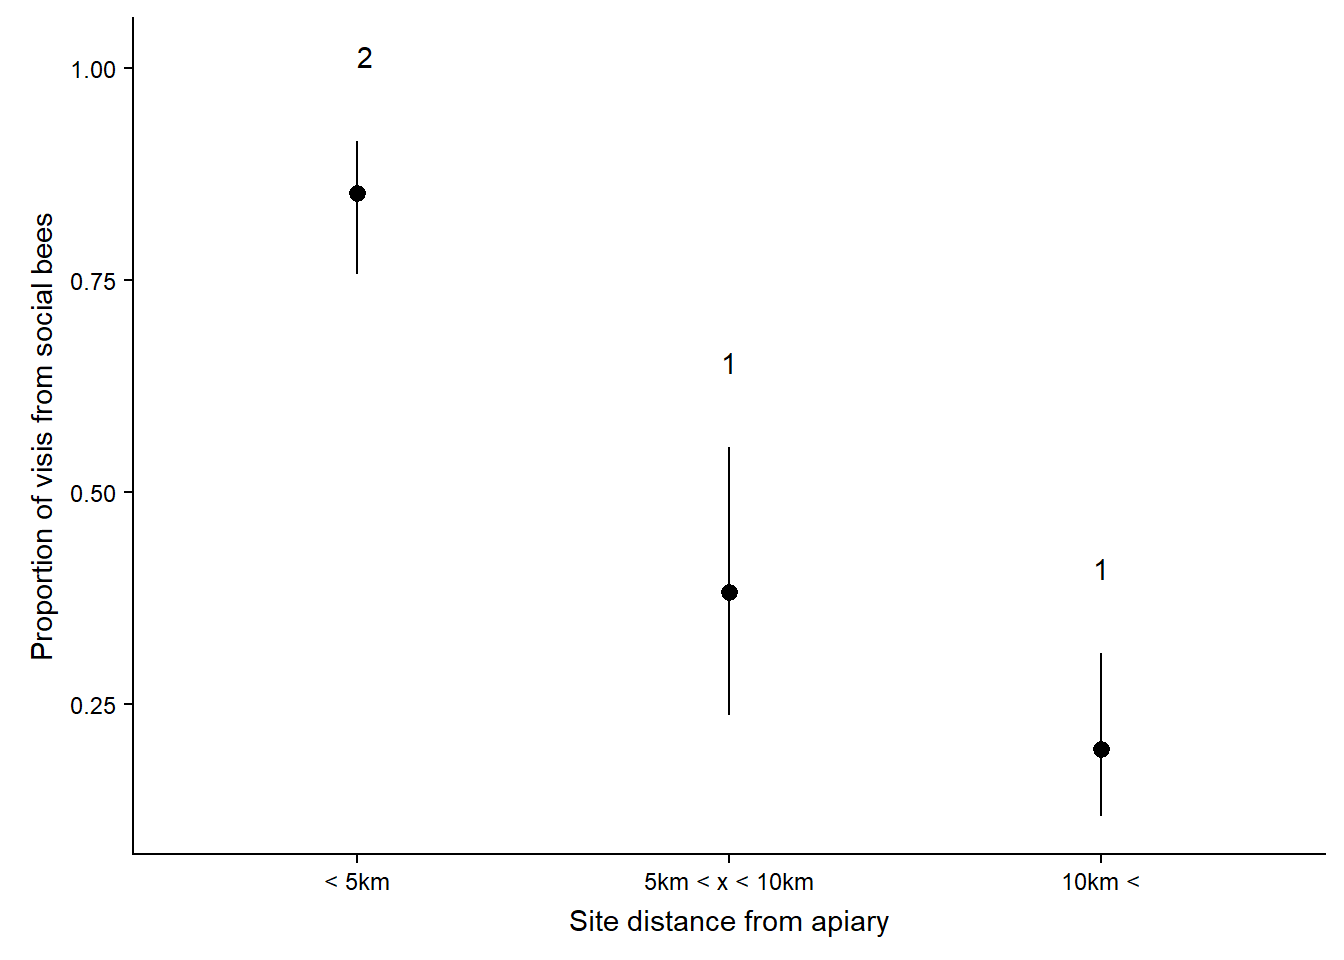 Proportion of visis from social bees
1.00
0.75
0.50
0.25
2
1
1
< 5km
5km < x < 10km
10km <
Site distance from apiary